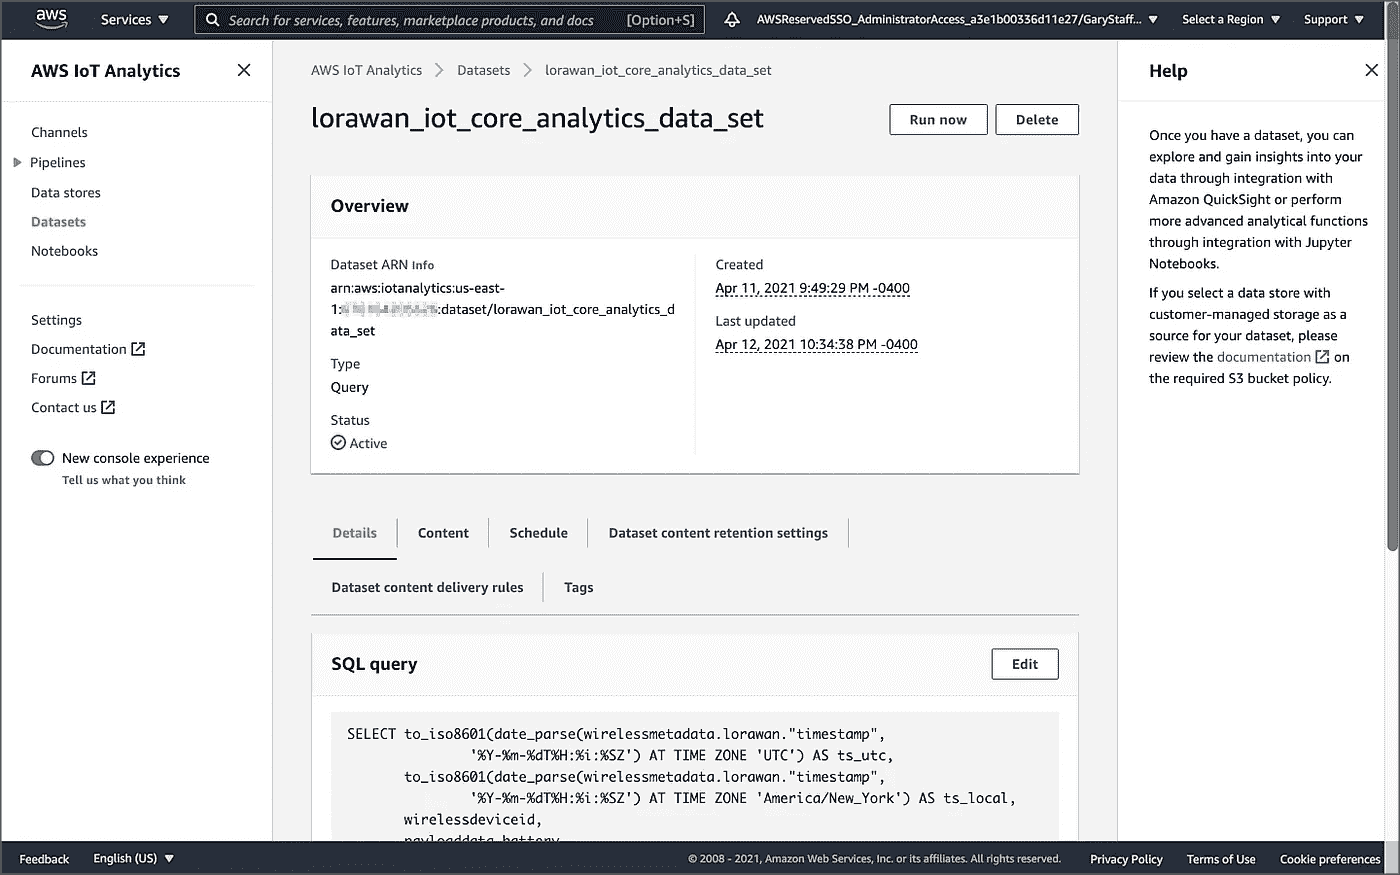 aws
Services
Search for services, features, marketplace products, and docs [Option+S]
AWSReservedSSO_AdministratorAccess_a3e1b00336d11e27/GaryStaff...
Select a Region
Support
AWS IoT Analytics
Channels
Pipelines
Data stores
Datasets
Notebooks
Settings
Documentation
Forums
Contact us
New console experience
Tell us what you think
AWS IoT Analytics
Datasets
lorawan_iot_core_analytics_data_set
lorawan_iot_core_analytics_data_set
Run now
Delete
Overview
Dataset ARN Info
arn:aws:iotanalytics:us-east-
1: :dataset/lorawan_iot_core_analytics_d
ata_set
Type
Query
Status
Active
Created
Apr 11, 2021 9:49:29 PM -0400
Last updated
Apr 12, 2021 10:34:38 PM -0400
Details
Content
Schedule
Dataset content retention settings
Dataset content delivery rules
Tags
SQL query
Edit
SELECT to_iso8601(date_parse(wirelessmetadata.lorawan."timestamp",
'%Y-%m-%dT%H:%i:%SZ') AT TIME ZONE 'UTC') AS ts_utc,
to_iso8601(date_parse(wirelessmetadata.lorawan."timestamp",
'%Y-%m-%dT%H:%i:%SZ') AT TIME ZONE 'America/New_York') AS ts_local,
wirelessdeviceid,
payloaddata.battery
Help
Once you have a dataset, you can
explore and gain insights into your
data through integration with
Amazon QuickSight or perform
more advanced analytical functions
through integration with Jupyter
Notebooks.
If you select a data store with
customer-managed storage as a
source for your dataset, please
review the documentation on
the required S3 bucket policy.
Feedback
English (US)
© 2008 - 2021, Amazon Web Services, Inc. or its affiliates. All rights reserved.
Privacy Policy
Terms of Use
Cookie preferences